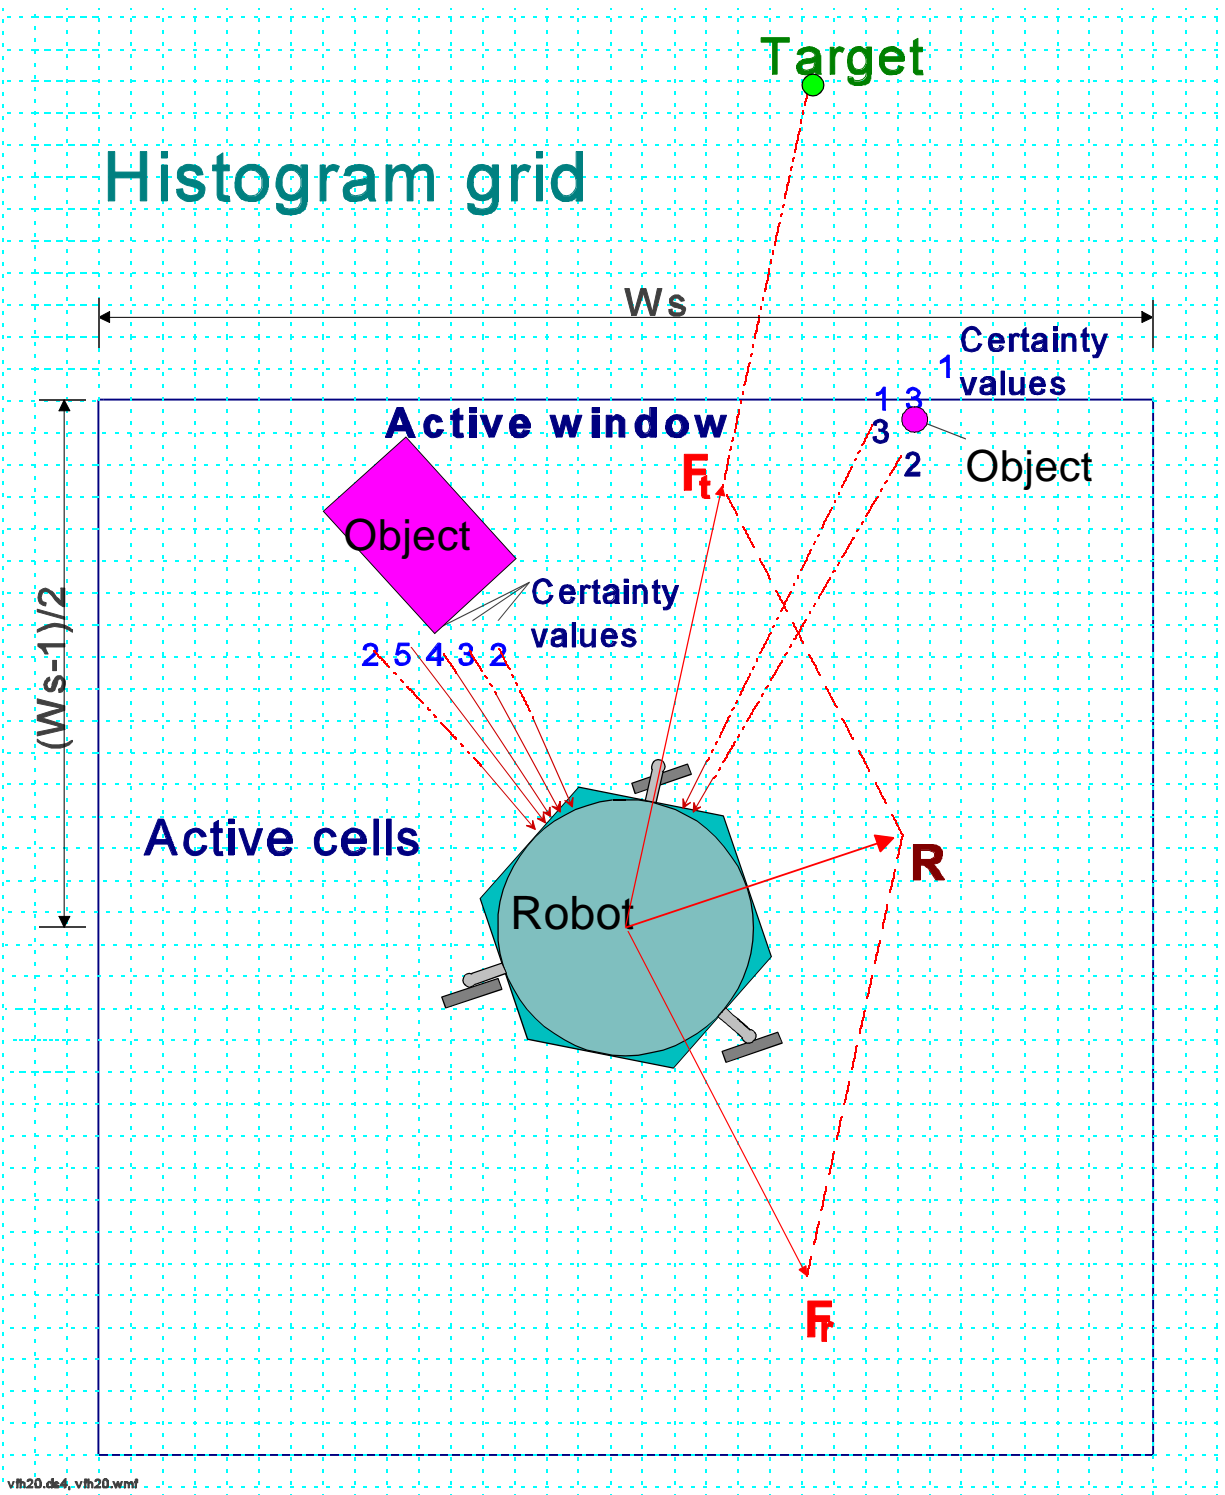 Target
Histogram grid
Ws
Certainty
values
1
1 3
3
2
Active window
Ft
Object
Object
Certainty
values
(Ws-1)/2
2 5 4 3 2
Active cells
R
Robot
Fr
vfh20.ds4, vfh20.wmf